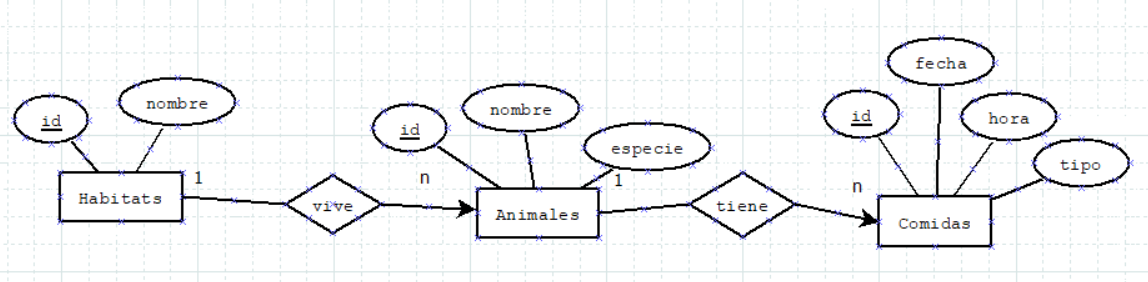 fecha
id
nombre
id
nombre
id
hora
especie
tipo
Habitats
1
vive
n
Animales
1
tiene
n
Comidas